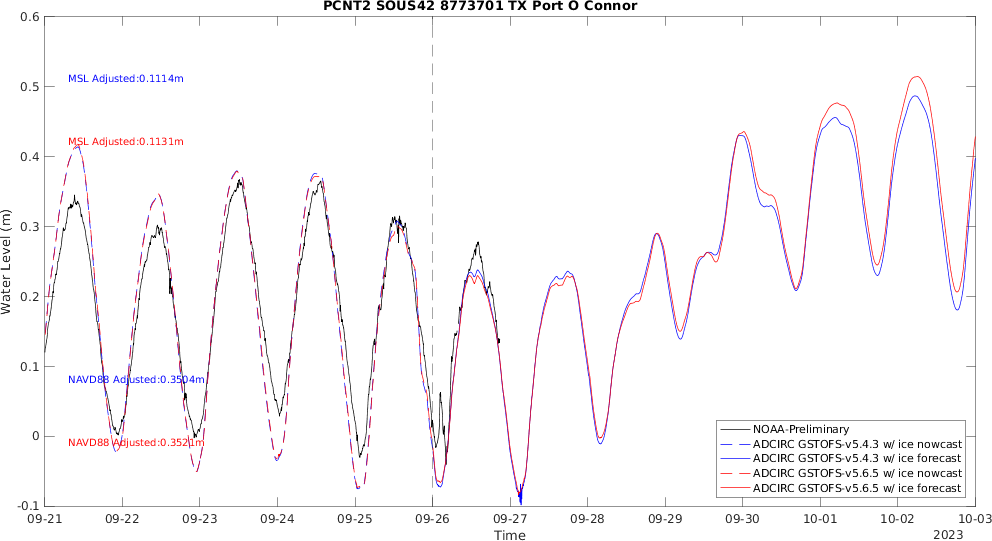 PCNT2 SOUS42 8773701 TX Port O Connor
0.6
0.5
0.4
0.3
0.2
0.1
0
-0.1
Water Level (m)
MSL Adjusted:0.1114m
MSL Adjusted:0.1131m
NAVD88 Adjusted:0.3504m
NAVD88 Adjusted:0.3521m
NOAA-Preliminary
ADCIRC GSTOFS-v5.4.3 w/ ice nowcast
ADCIRC GSTOFS-v5.4.3 w/ ice forecast
ADCIRC GSTOFS-v5.6.5 w/ ice nowcast
ADCIRC GSTOFS-v5.6.5 w/ ice forecast
09-21 09-22 09-23 09-24 09-25 09-26 09-27 09-28 09-29 09-30 10-01 10-02 10-03
Time
2023